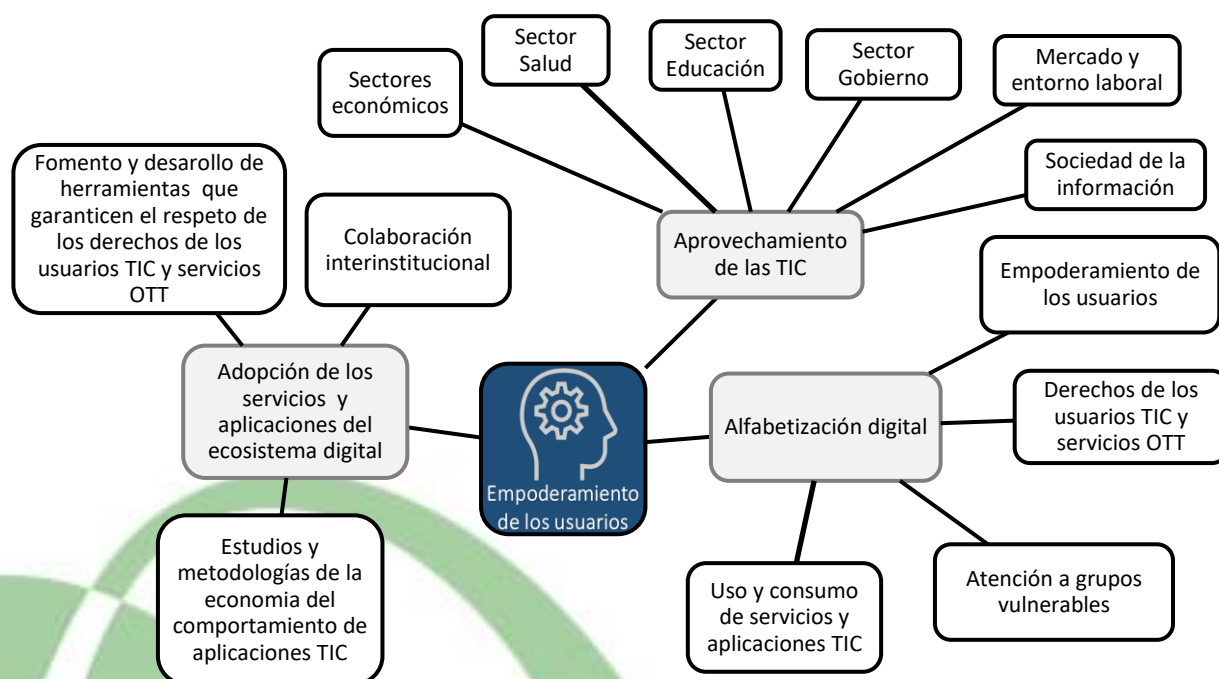 Sector
Salud
Sector
Educación
Sector
Gobierno
Mercado y
entorno laboral
Sectores
económicos
Sociedad de la
información
Fomento y desarollo de
herramientas que
garanticen el respeto de
los derechos de los
usuarios TIC y servicios
OTT
Colaboración
interinstitucional
Aprovechamiento
de las TIC
Empoderamiento de
los usuarios
Adopción de los
servicios y
aplicaciones del
ecosistema digital
Empoderamiento
de los usuarios
Alfabetización digital
Derechos de los
usuarios TIC y
servicios OTT
Estudios y
metodologías de la
economia del
comportamiento de
aplicaciones TIC
Uso y consumo
de servicios y
aplicaciones TIC
Atención a grupos
vulnerables